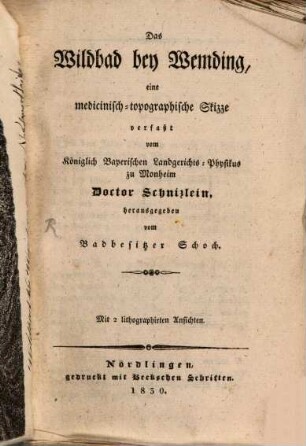 Das
Wildbad bey Wemding,
eine
medicinisch-topographische Skizze
verfaßt
vom
Königlich Bayerischen Landgerichts-Physikus
zu Monheim
Doctor Schnizlein,
herausgegeben
vom
Badbesitzer Schoch.
Mit 2 lithographirten Ansichten.
Nördlingen,
gedruckt mit Beckschen Schriften.
1830.